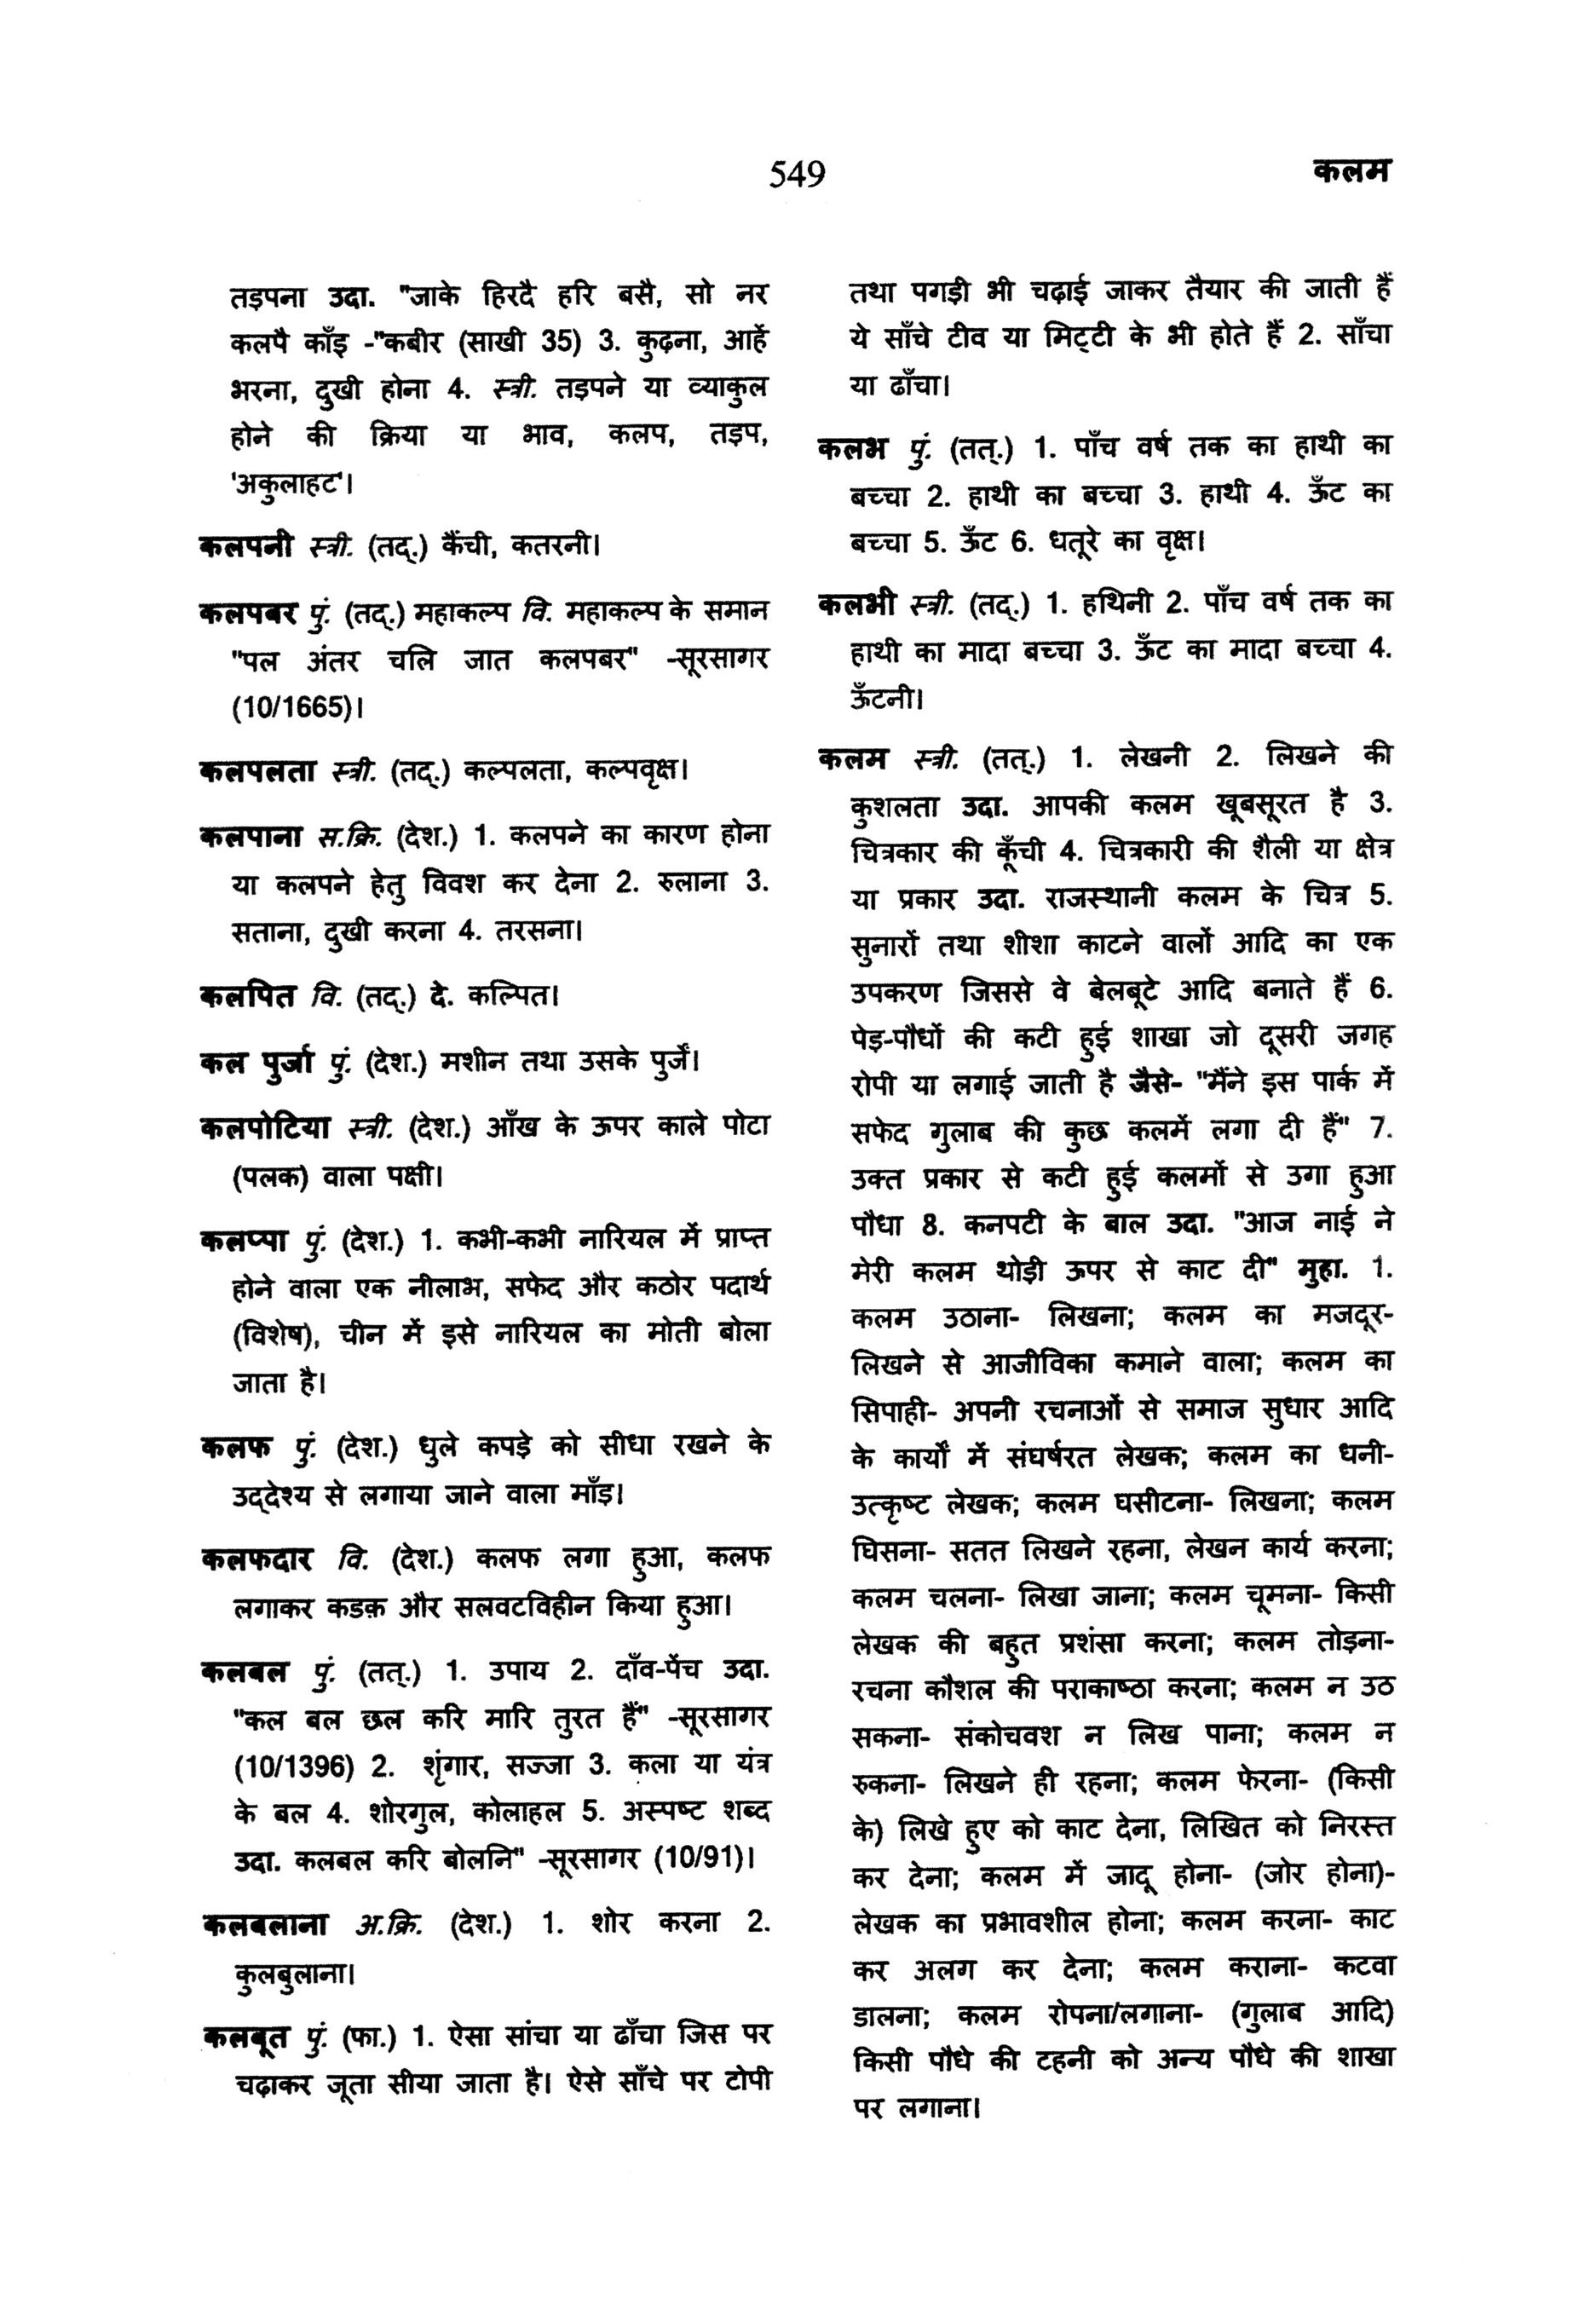 549
कलम
तड़पना उदा. "जाके हिरदै हरि बसै, सो नर
कलपै काँइ -"कबीर (साखी 35) 3. कुढ़ना, आहें
भरना, दुखी होना 4. स्त्री. तड़पने या व्याकुल
होने की क्रिया या भाव, कलप, तड़प,
'अकुलाहट'।
कलपनी स्त्री. (तद्.) कैंची, कतरनी।
कलपबर पुं. (तद्.) महाकल्प वि. महाकल्प के समान
"पल अंतर चलि जात कलपबर" -सूरसागर
(10/1665)।
कलपलता स्त्री. (तद्.) कल्पलता, कल्पवृक्ष।
कलपाना स.क्रि. (देश.) 1. कलपने का कारण होना
या कलपने हेतु विवश कर देना 2. रुलाना 3.
सताना, दुखी करना 4. तरसना।
कलपित वि. (तद्.) दे. कल्पित।
कल पुर्जा पुं. (देश.) मशीन तथा उसके पुर्जे।
कलपोटिया स्त्री. (देश.) आँख के ऊपर काले पोटा
(पलक) वाला पक्षी।
कलप्पा पुं. (देश.) 1. कभी-कभी नारियल में प्राप्त
होने वाला एक नीलाभ, सफेद और कठोर पदार्थ
(विशेष), चीन में इसे नारियल का मोती बोला
जाता है।
कलफ पुं. (देश.) धुले कपड़े को सीधा रखने के
उद्देश्य से लगाया जाने वाला माँड़।
कलफदार वि. (देश.) कलफ लगा हुआ, कलफ
लगाकर कडक़ और सलवटविहीन किया हुआ।
कलबल पुं. (तत्.) 1. उपाय 2. दाँव-पेंच उदा.
"कल बल छल करि मारि तुरत हैं" -सूरसागर
(10/1396) 2. शृंगार, सज्जा 3. कला या यंत्र
के बल 4. शोरगुल, कोलाहल 5. अस्पष्ट शब्द
उदा. कलबल करि बोलनि" -सूरसागर (10/91)।
कलबलाना अ.क्रि. (देश.) 1. शोर करना 2.
कुलबुलाना।
कलबूत पुं. (फा.) 1. ऐसा सांचा या ढाँचा जिस पर
चढ़ाकर जूता सीया जाता है। ऐसे साँचे पर टोपी
तथा पगड़ी भी चढ़ाई जाकर तैयार की जाती हैं
ये साँचे टीव या मिट्टी के भी होते हैं 2. साँचा
या ढाँचा।
कलभ पुं. (तत्.) 1. पाँच वर्ष तक का हाथी का
बच्चा 2. हाथी का बच्चा 3. हाथी 4. ऊँट का
बच्चा 5. ऊँट 6. धतूरे का वृक्ष।
कलभी स्त्री. (तद्.) 1. हथिनी 2. पाँच वर्ष तक का
हाथी का मादा बच्चा 3. ऊँट का मादा बच्चा 4.
ऊँटनी।
कलम स्त्री. (तत्.) 1. लेखनी 2. लिखने की
कुशलता उदा. आपकी कलम खूबसूरत है 3.
चित्रकार की कूँची 4. चित्रकारी की शैली या क्षेत्र
या प्रकार उदा. राजस्थानी कलम के चित्र 5.
सुनारों तथा शीशा काटने वालों आदि का एक
उपकरण जिससे वे बेलबूटे आदि बनाते हैं 6.
पेड़-पौधों की कटी हुई शाखा जो दूसरी जगह
रोपी या लगाई जाती है जैसे- "मैंने इस पार्क में
सफेद गुलाब की कुछ कलमें लगा दी हैं" 7.
उक्त प्रकार से कटी हुई कलमों से उगा हुआ
पौधा 8. कनपटी के बाल उदा. "आज नाई ने
मेरी कलम थोड़ी ऊपर से काट दी" मुहा. 1.
कलम उठाना- लिखना; कलम का मजदूर-
लिखने से आजीविका कमाने वाला; कलम का
सिपाही- अपनी रचनाओं से समाज सुधार आदि
के कार्यों में संघर्षरत लेखक; कलम का धनी-
उत्कृष्ट लेखक; कलम घसीटना- लिखना; कलम
घिसना- सतत लिखने रहना, लेखन कार्य करना;
कलम चलना- लिखा जाना; कलम चूमना- किसी
लेखक की बहुत प्रशंसा करना; कलम तोड़ना-
रचना कौशल की पराकाष्ठा करना; कलम न उठ
सकना- संकोचवश न लिख पाना; कलम न
रुकना- लिखने ही रहना; कलम फेरना- (किसी
के) लिखे हुए को काट देना, लिखित को निरस्त
कर देना; कलम में जादू होना- (जोर होना)-
लेखक का प्रभावशील होना; कलम करना- काट
कर अलग कर देना; कलम कराना- कटवा
डालना; कलम रोपना/लगाना- (गुलाब आदि)
किसी पौधे की टहनी को अन्य पौधे की शाखा
पर लगाना।